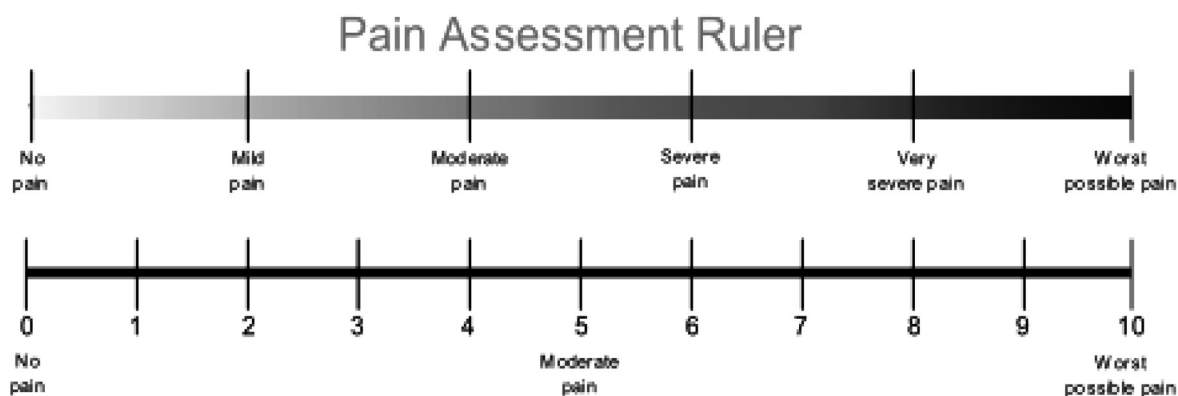 Pain Assessment Ruler
No pain
Mild pain
Moderate pain
Severe pain
Very severe pain
Worst possible pain
0 1 2 3 4 5 6 7 8 9 10
No pain
Moderate pain
Worst possible pain